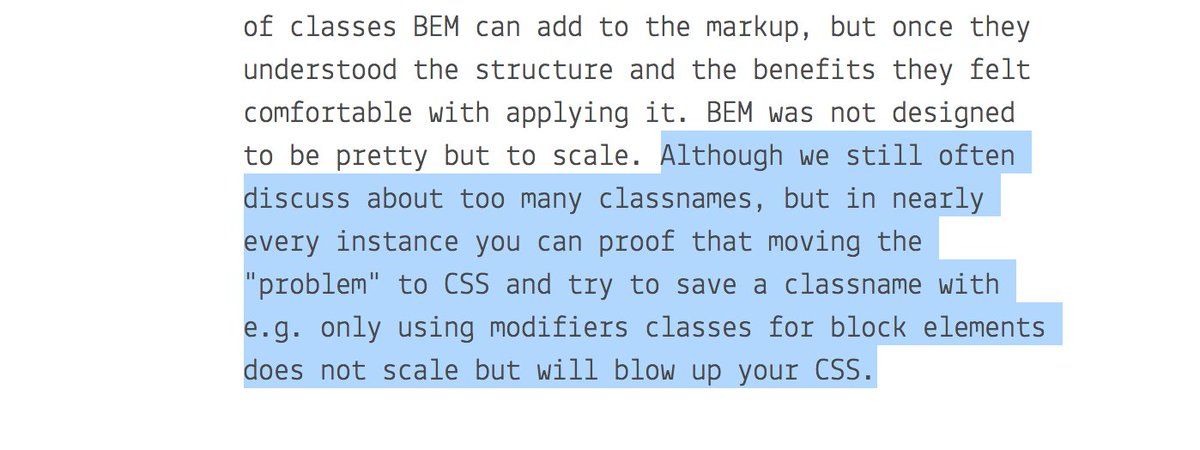 of classes BEM can add to the markup, but once they
understood the structure and the benefits they felt
comfortable with applying it. BEM was not designed
to be pretty but to scale. Although we still often
discuss about too many classnames, but in nearly
every instance you can proof that moving the
"problem" to CSS and try to save a classname with
e.g. only using modifiers classes for block elements
does not scale but will blow up your CSS.